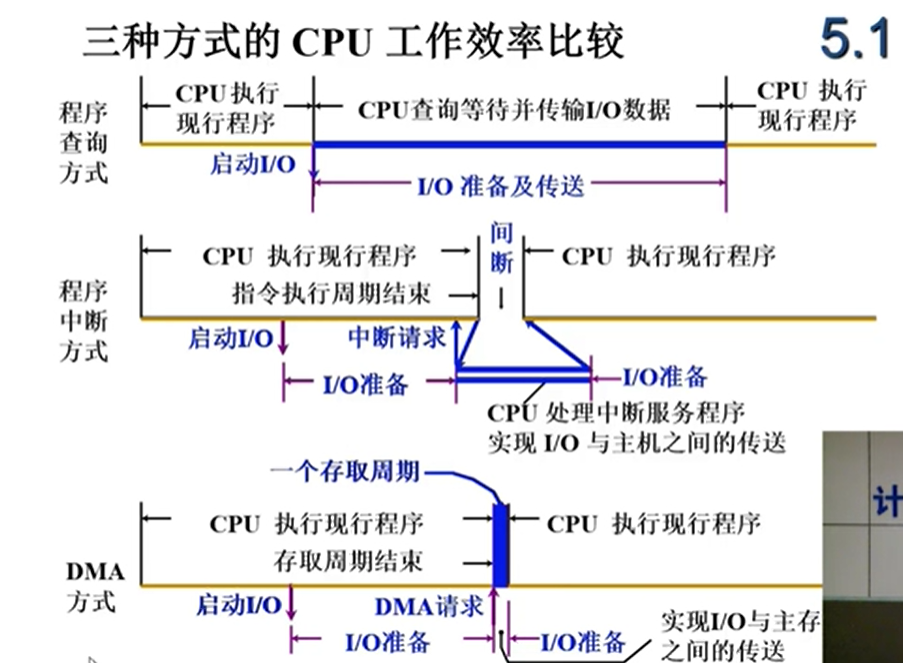 三种方式的 CPU 工作效率比较
5.1
程序
查询
方式
CPU执行
现行程序
CPU查询等待并传输I/O数据
CPU 执行
现行程序
启动I/O
I/O 准备及传送
程序
中断
方式
CPU 执行现行程序
指令执行周期结束
间
断
CPU 执行现行程序
启动I/O
中断请求
I/O准备
I/O准备
CPU 处理中断服务程序
实现 I/O 与主机之间的传送
一个存取周期
DMA
方式
CPU 执行现行程序
存取周期结束
CPU 执行现行程序
启动I/O
DMA请求
I/O准备
I/O准备
实现I/O与主存
之间的传送
计